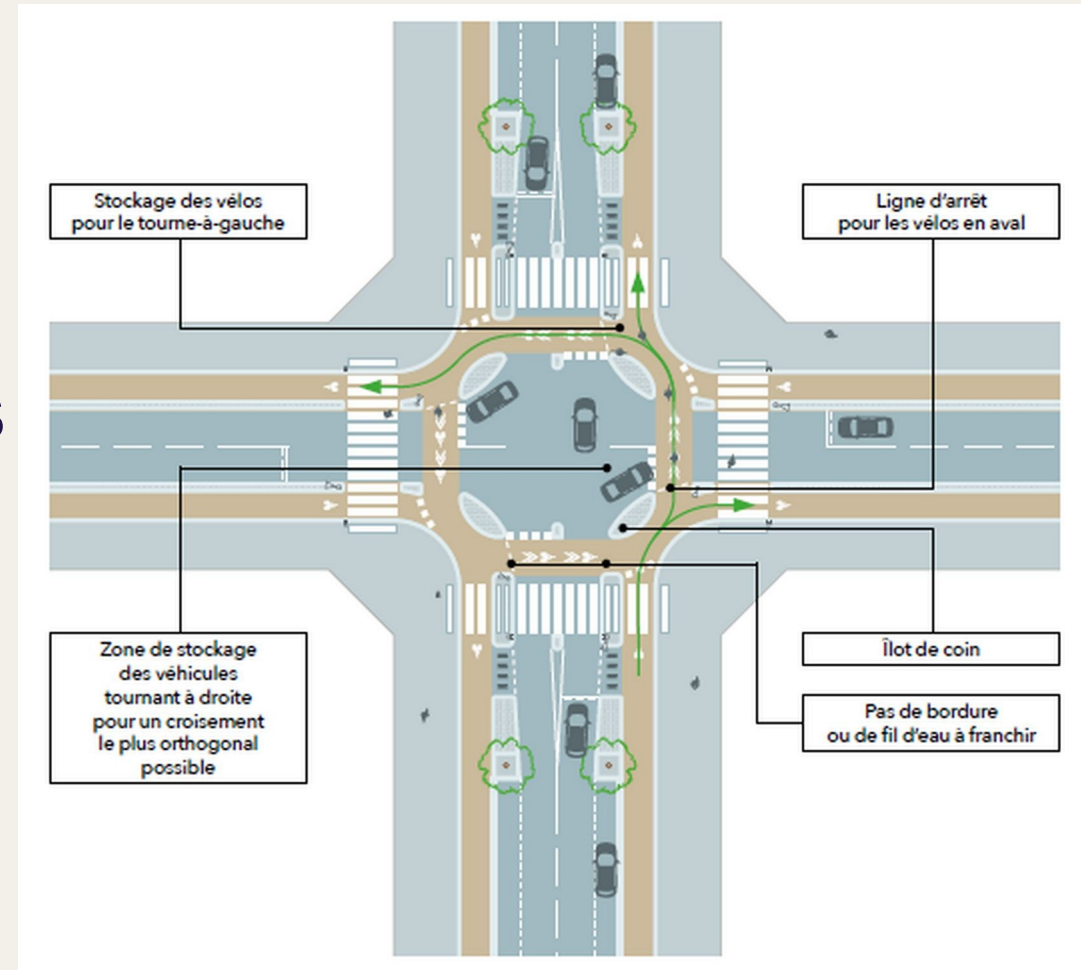 Stockage des vélos
pour le tourne-à-gauche
Ligne d'arrêt
pour les vélos en aval
Zone de stockage
des véhicules
tournant à droite
pour un croisement
le plus orthogonal
possible
Îlot de coin
Pas de bordure
ou de fil d'eau à franchir